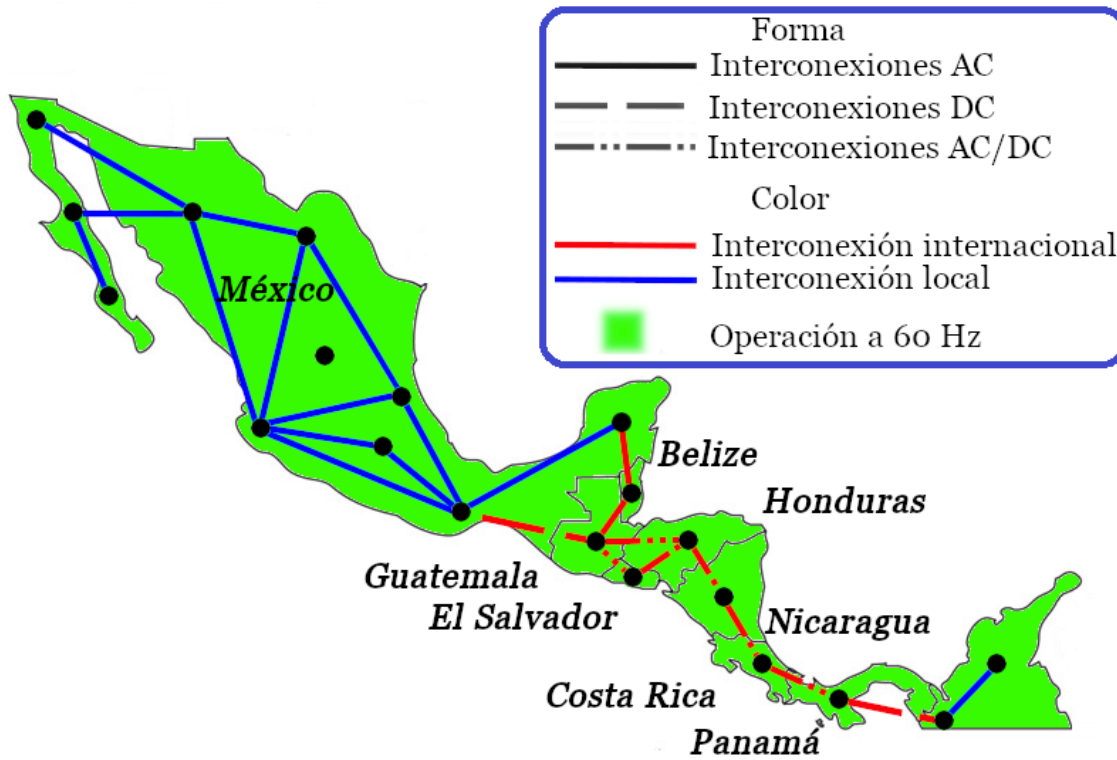 Forma
Interconexiones AC
Interconexiones DC
Interconexiones AC/DC
Color
Interconexión internacional
Interconexión local
Operación a 60 Hz
México
Belize
Honduras
Guatemala
El Salvador
Nicaragua
Costa Rica
Panamá